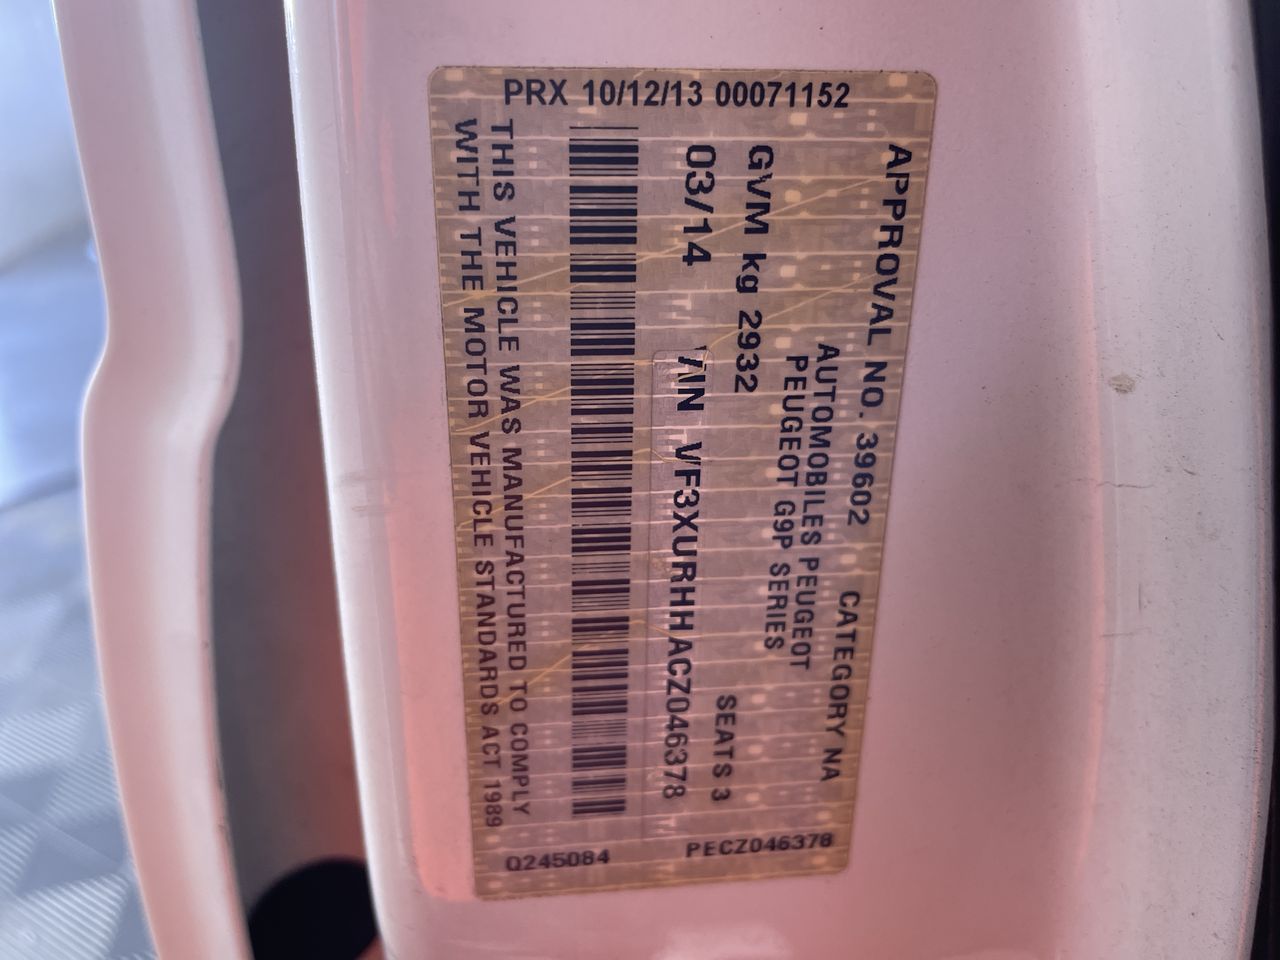 PRX 10/12/13 00071152
APPROVAL NO. 39602 CATEGORY NA
AUTOMOBILES PEUGEOT
PEUGEOT G9P SERIES
GVM kg 2932 SEATS 3
03/14 VIN VF3XURHHACZ046378
THIS VEHICLE WAS MANUFACTURED TO COMPLY
WITH THE MOTOR VEHICLE STANDARDS ACT 1989
Q245084 PECZ046378